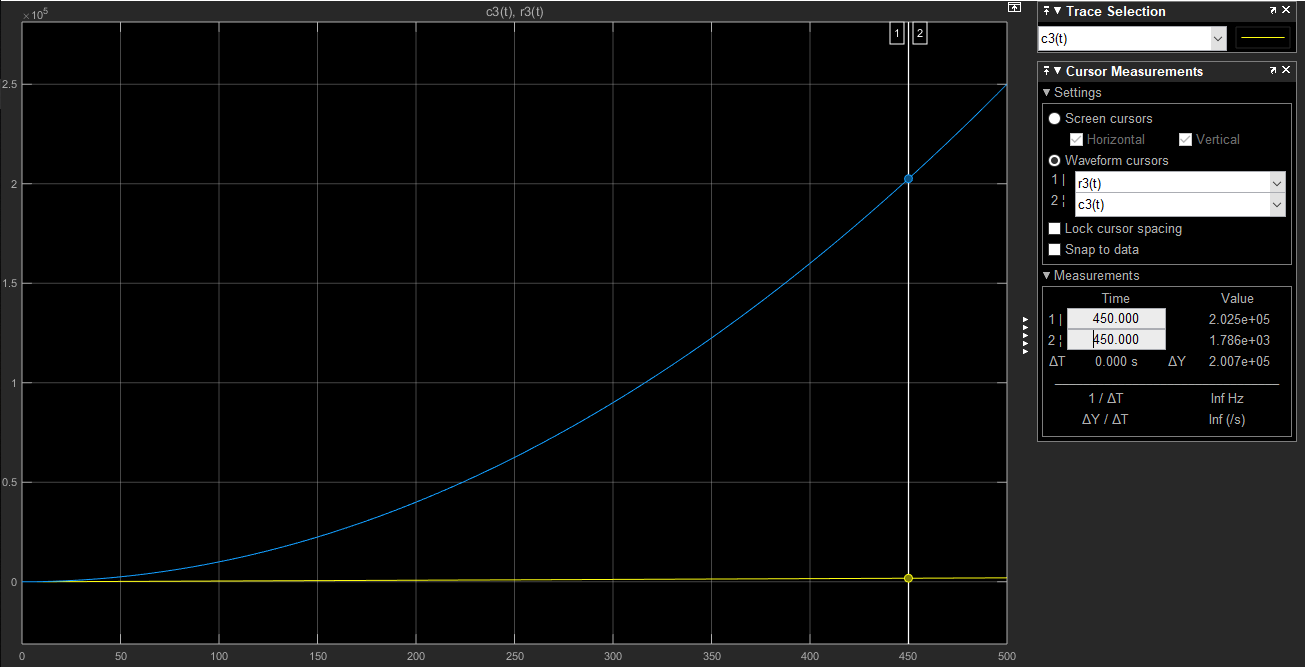 c3(t), r3(t)
×10⁵
1 2
2.5
2
1.5
1
0.5
0
0 50 100 150 200 250 300 350 400 450 500
Trace Selection
c3(t)
Cursor Measurements
Settings
Screen cursors
Horizontal Vertical
Waveform cursors
1 | r3(t)
2 ¦ c3(t)
Lock cursor spacing
Snap to data
Measurements
Time Value
1 | 450.000 2.025e+05
2 ¦ 450.000 1.786e+03
ΔT 0.000 s ΔY 2.007e+05
1 / ΔT Inf Hz
ΔY / ΔT Inf (/s)